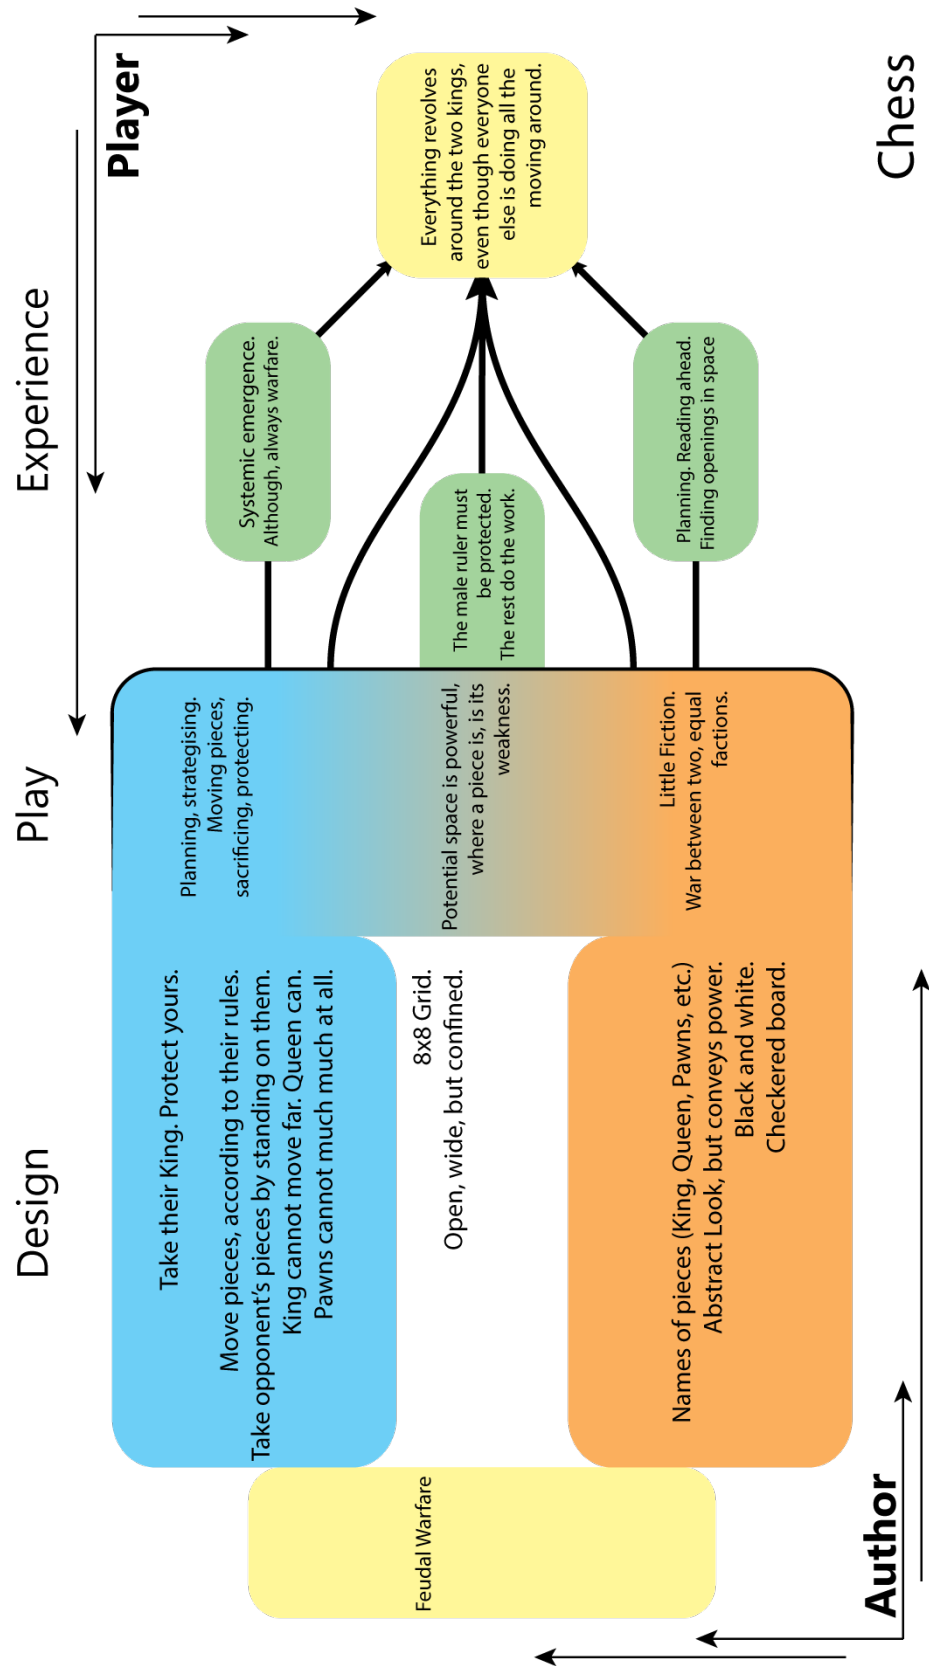 Design
Play
Experience
Player
Take their King. Protect yours.
Move pieces, according to their rules.
Take opponent's pieces by standing on them.
King cannot move far. Queen can.
Pawns cannot much much at all.
Planning, strategising.
Moving pieces,
sacrificing, protecting.
Systemic emergence.
Although, always warfare.
Feudal Warfare
8x8 Grid.
Open, wide, but confined.
Potential space is powerful,
where a piece is, is its
weakness.
The male ruler must
be protected.
The rest do the work.
Everything revolves
around the two kings,
even though everyone
else is doing all the
moving around.
Names of pieces (King, Queen, Pawns, etc.)
Abstract Look, but conveys power.
Black and white.
Checkered board.
Little Fiction.
War between two, equal
factions.
Planning. Reading ahead.
Finding openings in space
Author
Chess